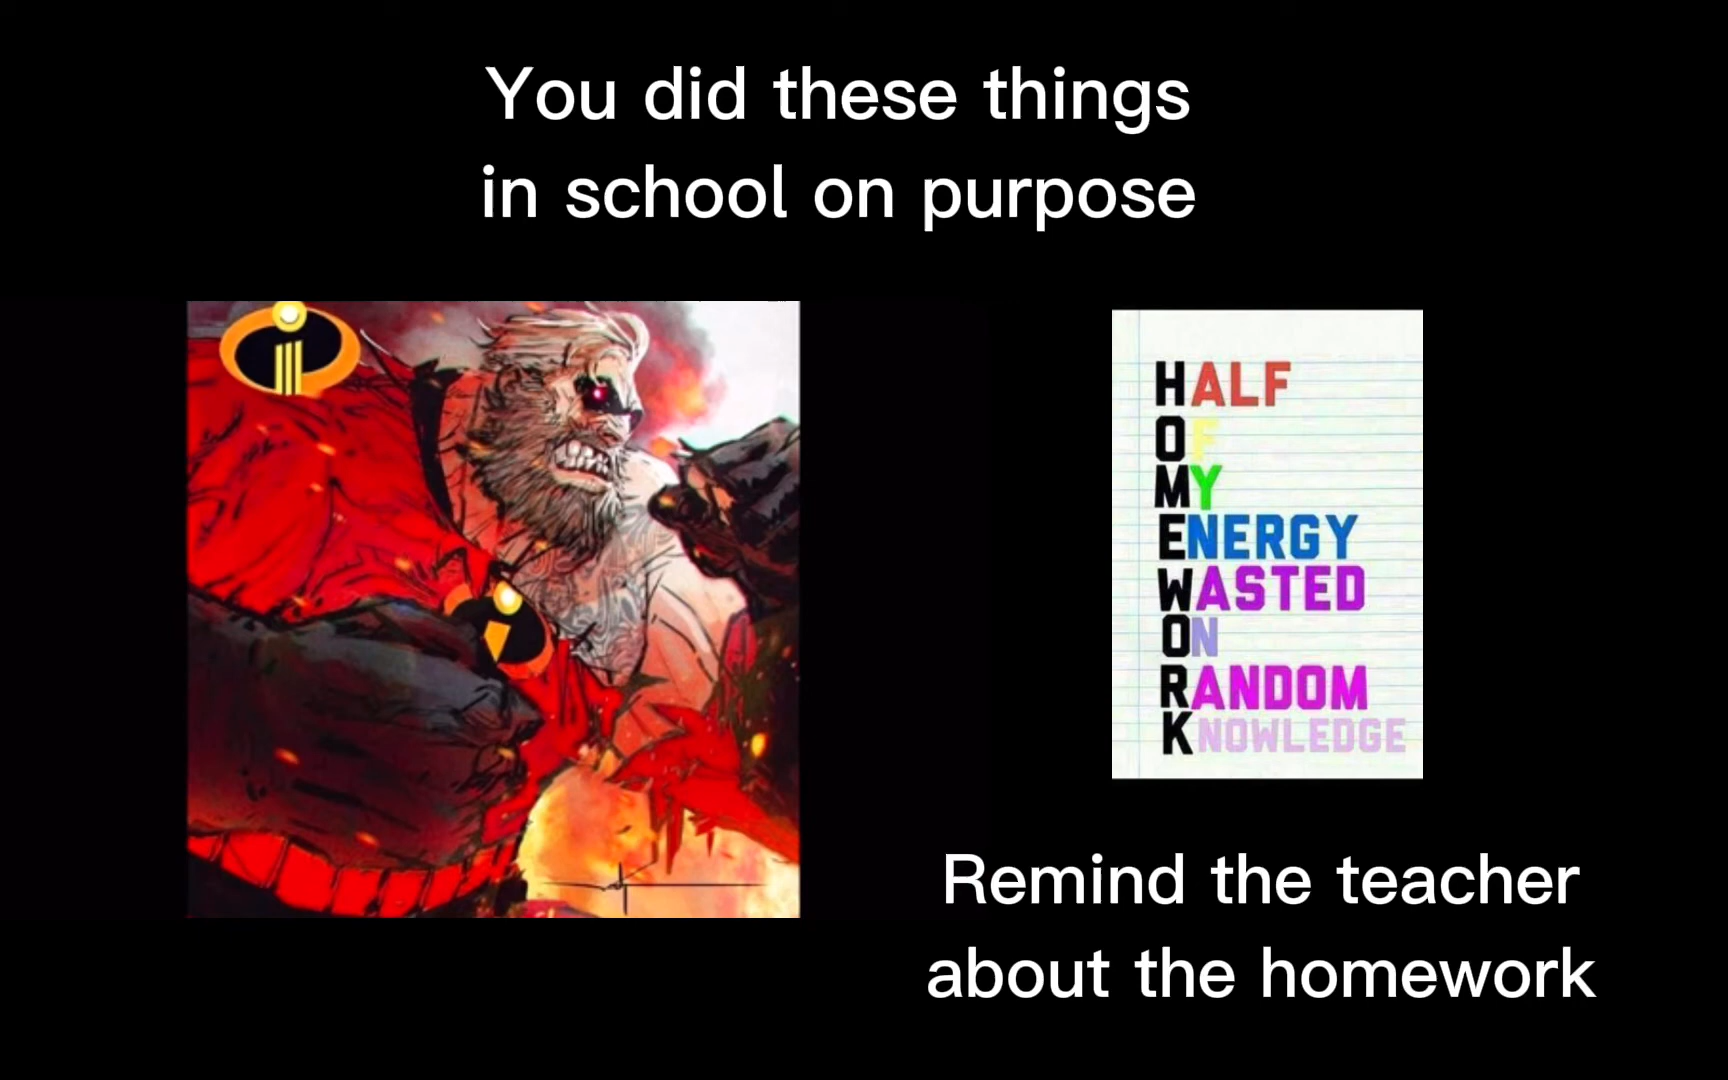 You did these things
in school on purpose
HALF
OF
MY
ENERGY
WASTED
ON
RANDOM
KNOWLEDGE
Remind the teacher
about the homework